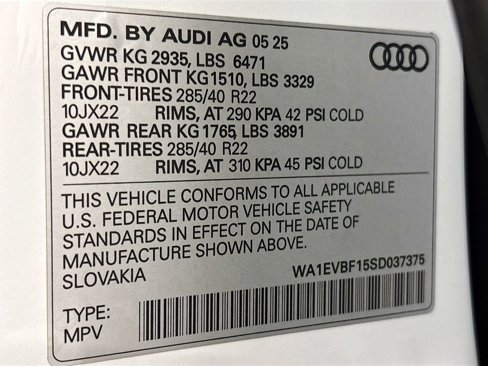 MFD. BY AUDI AG 05 25
GVWR KG 2935, LBS 6471
GAWR FRONT KG1510, LBS 3329
FRONT-TIRES 285/40 R22
10JX22 RIMS, AT 290 KPA 42 PSI COLD
GAWR REAR KG 1765, LBS 3891
REAR-TIRES 285/40 R22
10JX22 RIMS, AT 310 KPA 45 PSI COLD
THIS VEHICLE CONFORMS TO ALL APPLICABLE
U.S. FEDERAL MOTOR VEHICLE SAFETY
STANDARDS IN EFFECT ON THE DATE OF
MANUFACTURE SHOWN ABOVE.
SLOVAKIA WA1EVBF15SD037375
TYPE:
MPV